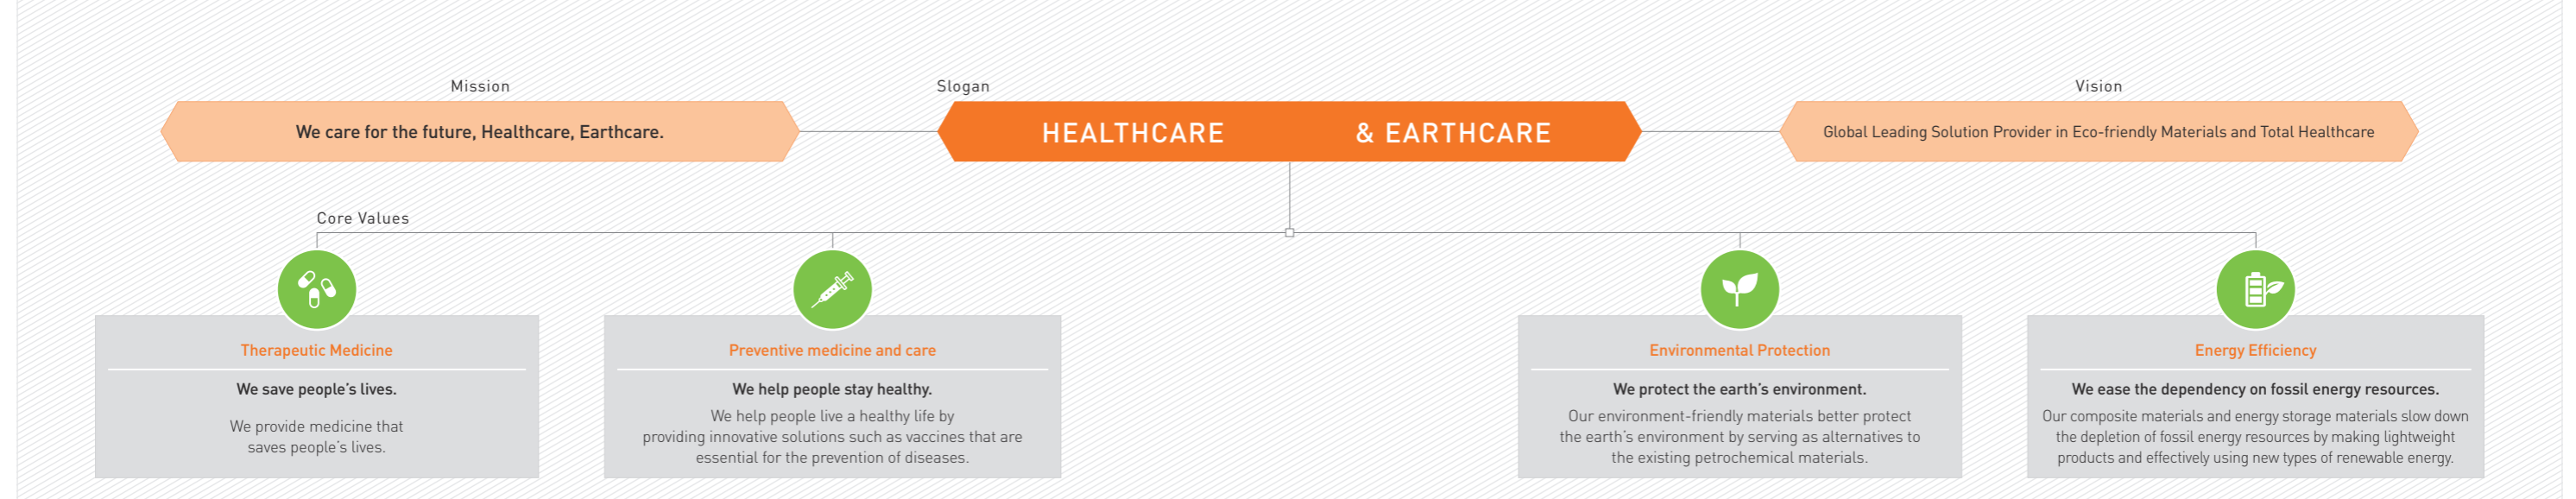 Mission
We care for the future, Healthcare, Earthcare.
Slogan
HEALTHCARE & EARTHCARE
Vision
Global Leading Solution Provider in Eco-friendly Materials and Total Healthcare
Core Values
Therapeutic Medicine
We save people's lives.
We provide medicine that
saves people's lives.
Preventive medicine and care
We help people stay healthy.
We help people live a healthy life by
providing innovative solutions such as vaccines that are
essential for the prevention of diseases.
Environmental Protection
We protect the earth's environment.
Our environment-friendly materials better protect
the earth's environment by serving as alternatives to
the existing petrochemical materials.
Energy Efficiency
We ease the dependency on fossil energy resources.
Our composite materials and energy storage materials slow down
the depletion of fossil energy resources by making lightweight
products and effectively using new types of renewable energy.